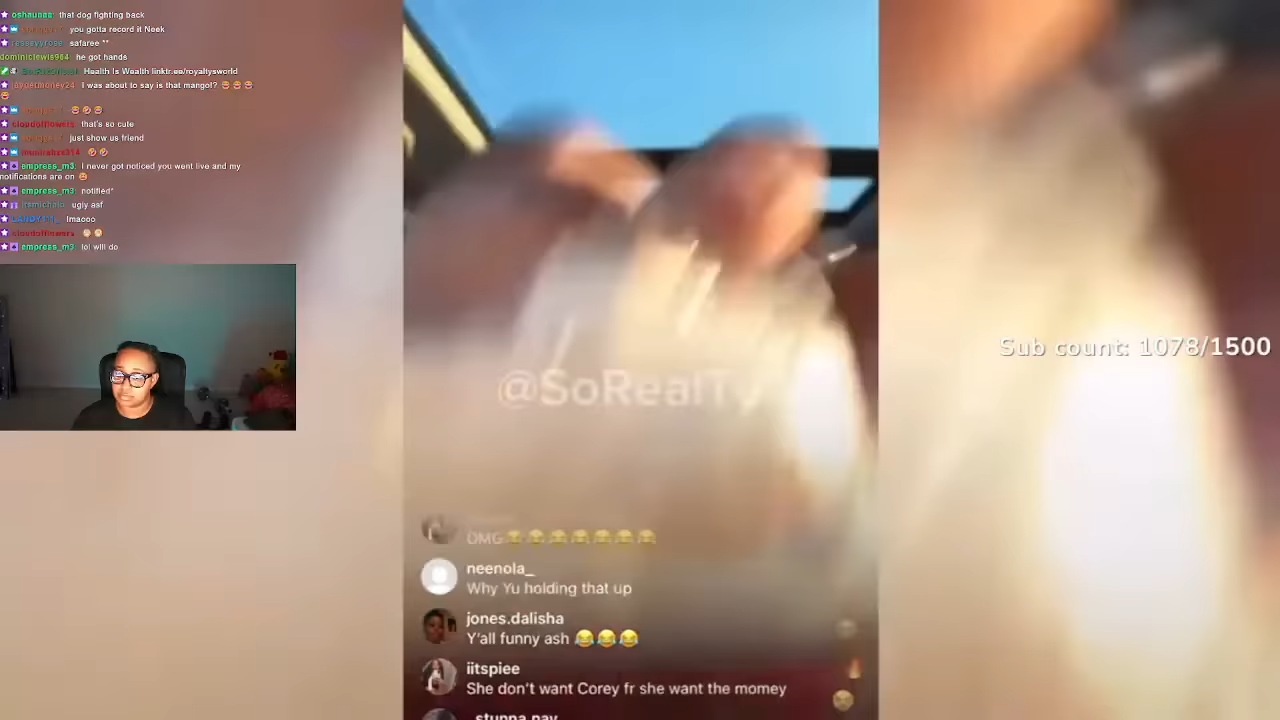 oshaunaa: that dog fighting back
you gotta record it Neek
safaree **
dominiclewis964: he got hands
Health Is Wealth linktr.ee/royaltysworld
I was about to say is that mango!? 😂 😂 😂
😂
😂 🤣 😂
that's so cute
just show us friend
🤣 🤣
empress_m3: I never got noticed you went live and my
notifications are on 😡
empress_m3: notified*
ugly asf
lmaooo
empress_m3: lol will do
@SoRealTy
Sub count: 1078/1500
OMG😂😂😂😂😂😂😂
neenola_
Why Yu holding that up
jones.dalisha
Y'all funny ash 😂😂😂
iitspiee
She don't want Corey fr she want the momey